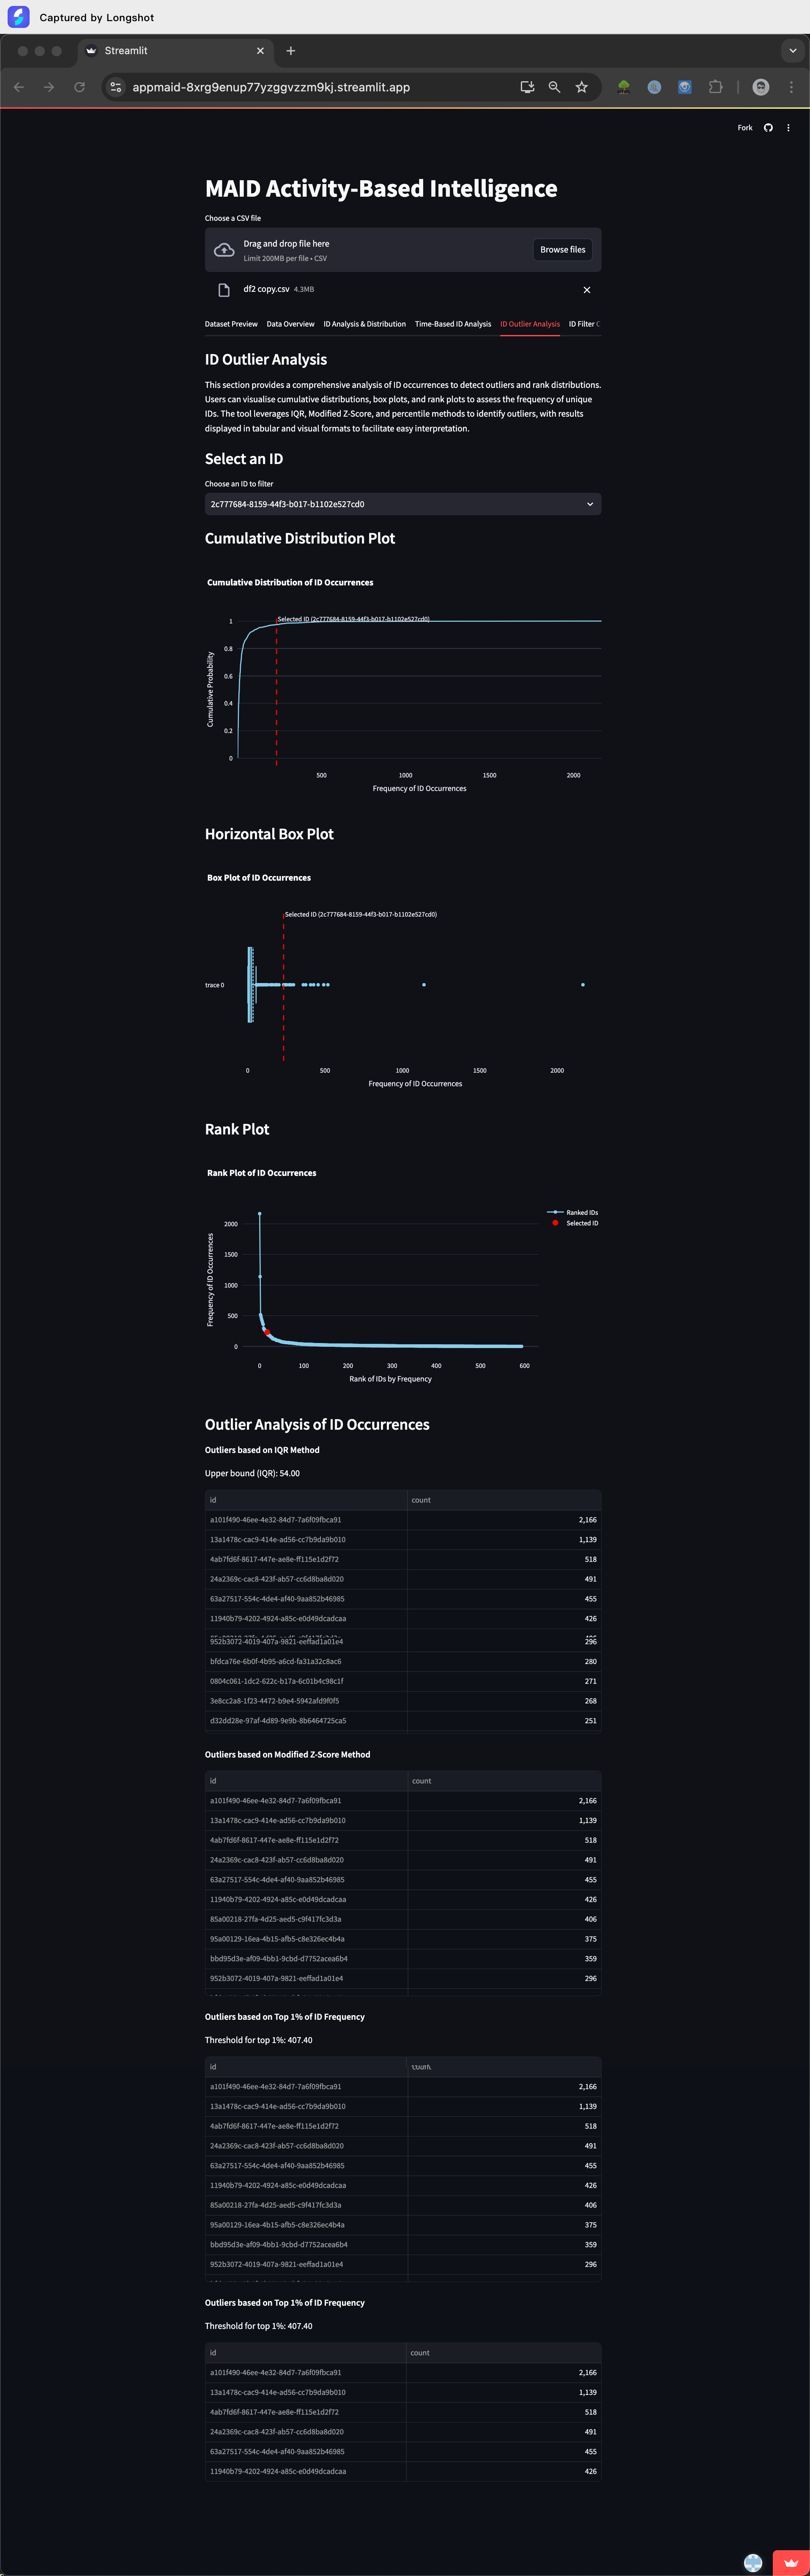 Captured by Longshot
Streamlit
appmaid-8xrg9enup77yzggvzzm9kj.streamlit.app
Fork
MAID Activity-Based Intelligence
Choose a CSV file
Drag and drop file here
Limit 200MB per file • CSV
Browse files
df2 copy.csv 4.3MB
Dataset Preview Data Overview ID Analysis & Distribution Time-Based ID Analysis ID Outlier Analysis ID Filter
ID Outlier Analysis
This section provides a comprehensive analysis of ID occurrences to detect outliers and rank distributions.
Users can visualise cumulative distributions, box plots, and rank plots to assess the frequency of unique
IDs. The tool leverages IQR, Modified Z-Score, and percentile methods to identify outliers, with results
displayed in tabular and visual formats to facilitate easy interpretation.
Select an ID
Choose an ID to filter
2c777684-8159-44f3-b017-b1102e527cd0
Cumulative Distribution Plot
Cumulative Distribution of ID Occurrences
Selected ID (2c777684-8159-44f3-b017-b1102e527cd0)
1
0.8
0.6
0.4
0.2
0
Cumulative Probability
500 1000 1500 2000
Frequency of ID Occurrences
Horizontal Box Plot
Box Plot of ID Occurrences
Selected ID (2c777684-8159-44f3-b017-b1102e527cd0)
trace 0
0 500 1000 1500 2000
Frequency of ID Occurrences
Rank Plot
Rank Plot of ID Occurrences
Ranked IDs
Selected ID
2000
1500
1000
500
0
Frequency of ID Occurrences
0 100 200 300 400 500 600
Rank of IDs by Frequency
Outlier Analysis of ID Occurrences
Outliers based on IQR Method
Upper bound (IQR): 54.00
id count
a101f490-46ee-4e32-84d7-7a6f09fbca91 2,166
13a1478c-cac9-414e-ad56-cc7b9da9b010 1,139
4ab7fd6f-8617-447e-ae8e-ff115e1d2f72 518
24a2369c-cac8-423f-ab57-cc6d8ba8d020 491
63a27517-554c-4de4-af40-9aa852b46985 455
11940b79-4202-4924-a85c-e0d49dcadcaa 426
952b3072-4019-407a-9821-eeffad1a01e4 296
bfdca76e-6b0f-4b95-a6cd-fa31a32c8ac6 280
0804c061-1dc2-622c-b17a-6c01b4c98c1f 271
3e8cc2a8-1f23-4472-b9e4-5942afd9f0f5 268
d32dd28e-97af-4d89-9e9b-8b6464725ca5 251
Outliers based on Modified Z-Score Method
id count
a101f490-46ee-4e32-84d7-7a6f09fbca91 2,166
13a1478c-cac9-414e-ad56-cc7b9da9b010 1,139
4ab7fd6f-8617-447e-ae8e-ff115e1d2f72 518
24a2369c-cac8-423f-ab57-cc6d8ba8d020 491
63a27517-554c-4de4-af40-9aa852b46985 455
11940b79-4202-4924-a85c-e0d49dcadcaa 426
85a00218-27fa-4d25-aed5-c9f417fc3d3a 406
95a00129-16ea-4b15-afb5-c8e326ec4b4a 375
bbd95d3e-af09-4bb1-9cbd-d7752acea6b4 359
952b3072-4019-407a-9821-eeffad1a01e4 296
Outliers based on Top 1% of ID Frequency
Threshold for top 1%: 407.40
id
a101f490-46ee-4e32-84d7-7a6f09fbca91 2,166
13a1478c-cac9-414e-ad56-cc7b9da9b010 1,139
4ab7fd6f-8617-447e-ae8e-ff115e1d2f72 518
24a2369c-cac8-423f-ab57-cc6d8ba8d020 491
63a27517-554c-4de4-af40-9aa852b46985 455
11940b79-4202-4924-a85c-e0d49dcadcaa 426
85a00218-27fa-4d25-aed5-c9f417fc3d3a 406
95a00129-16ea-4b15-afb5-c8e326ec4b4a 375
bbd95d3e-af09-4bb1-9cbd-d7752acea6b4 359
952b3072-4019-407a-9821-eeffad1a01e4 296
Outliers based on Top 1% of ID Frequency
Threshold for top 1%: 407.40
id count
a101f490-46ee-4e32-84d7-7a6f09fbca91 2,166
13a1478c-cac9-414e-ad56-cc7b9da9b010 1,139
4ab7fd6f-8617-447e-ae8e-ff115e1d2f72 518
24a2369c-cac8-423f-ab57-cc6d8ba8d020 491
63a27517-554c-4de4-af40-9aa852b46985 455
11940b79-4202-4924-a85c-e0d49dcadcaa 426